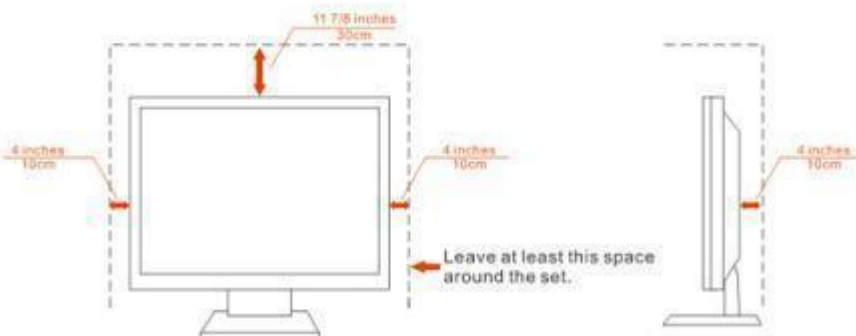 11 7/8 inches
30cm
4 inches
10cm
4 inches
10cm
4 inches
10cm
Leave at least this space
around the set.